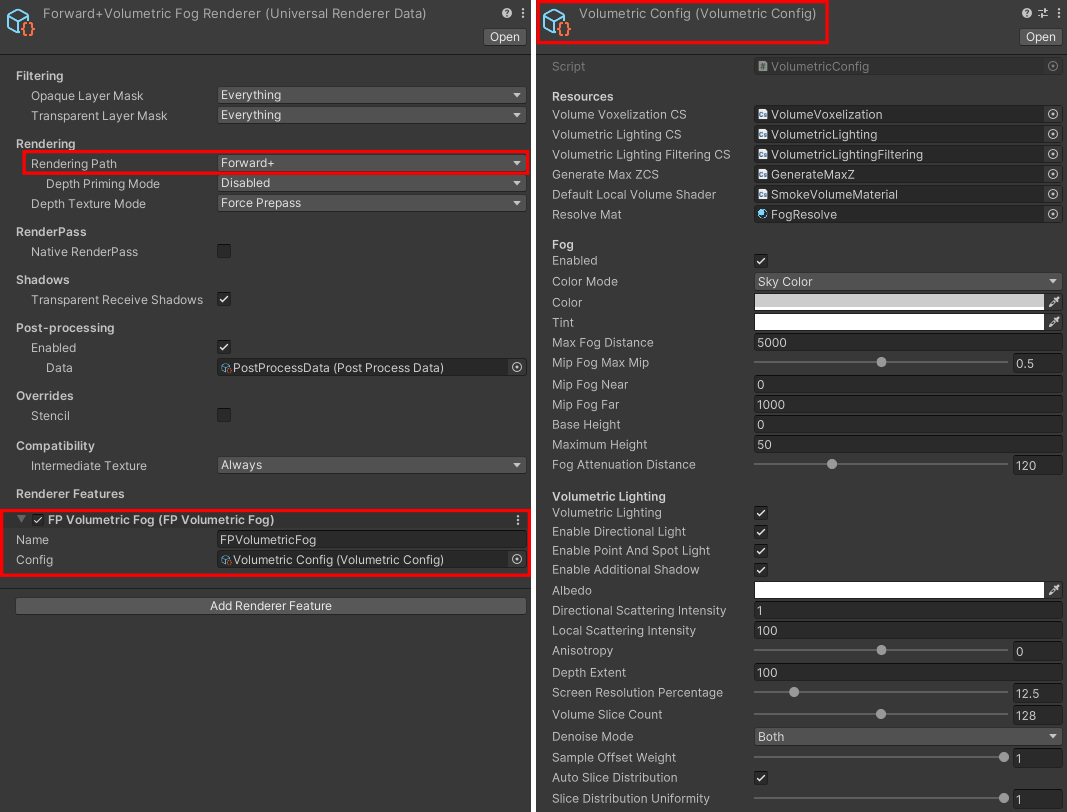 Forward+Volumetric Fog Renderer (Universal Renderer Data)
Open
Filtering
Opaque Layer Mask Everything
Transparent Layer Mask Everything
Rendering
Rendering Path Forward+
Depth Priming Mode Disabled
Depth Texture Mode Force Prepass
RenderPass
Native RenderPass
Shadows
Transparent Receive Shadows
Post-processing
Enabled
Data PostProcessData (Post Process Data)
Overrides
Stencil
Compatibility
Intermediate Texture Always
Renderer Features
FP Volumetric Fog (FP Volumetric Fog)
Name FPVolumetricFog
Config Volumetric Config (Volumetric Config)
Add Renderer Feature
Volumetric Config (Volumetric Config)
Open
Script VolumetricConfig
Resources
Volume Voxelization CS VolumeVoxelization
Volumetric Lighting CS VolumetricLighting
Volumetric Lighting Filtering CS VolumetricLightingFiltering
Generate Max ZCS GenerateMaxZ
Default Local Volume Shader SmokeVolumeMaterial
Resolve Mat FogResolve
Fog
Enabled
Color Mode Sky Color
Color
Tint
Max Fog Distance 5000
Mip Fog Max Mip 0.5
Mip Fog Near 0
Mip Fog Far 1000
Base Height 0
Maximum Height 50
Fog Attenuation Distance 120
Volumetric Lighting
Volumetric Lighting
Enable Directional Light
Enable Point And Spot Light
Enable Additional Shadow
Albedo
Directional Scattering Intensity 1
Local Scattering Intensity 100
Anisotropy 0
Depth Extent 100
Screen Resolution Percentage 12.5
Volume Slice Count 128
Denoise Mode Both
Sample Offset Weight 1
Auto Slice Distribution
Slice Distribution Uniformity 1